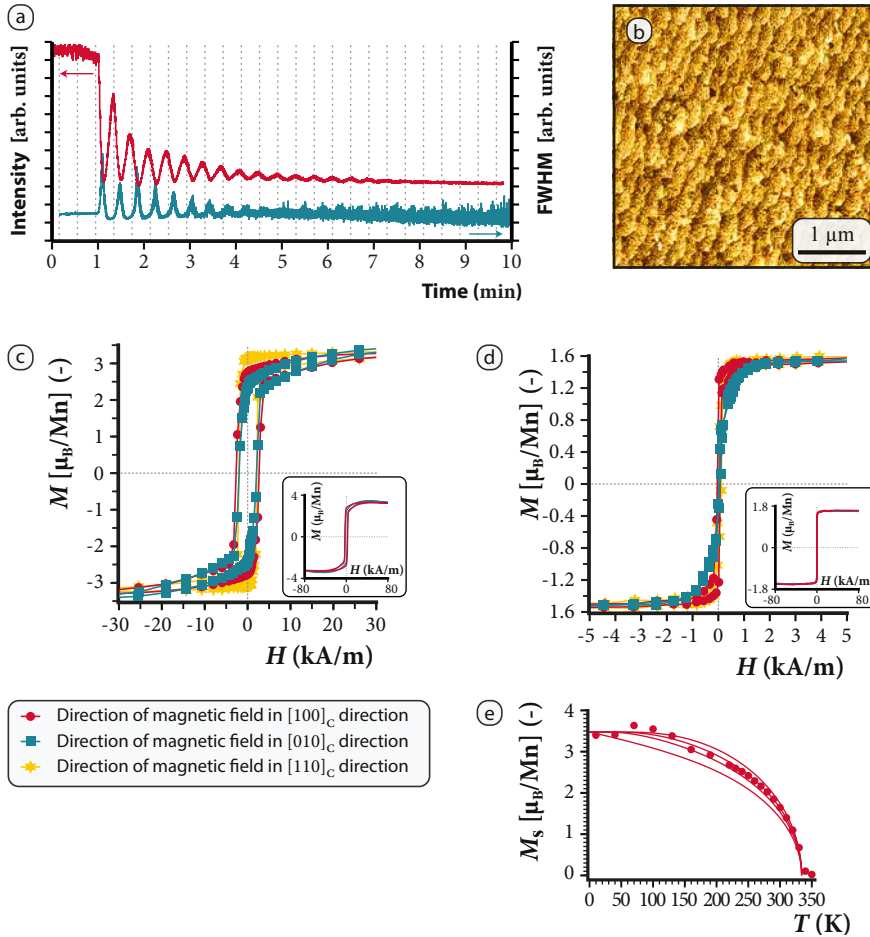 a
Intensity [arb. units]
FWHM [arb. units]
0 1 2 3 4 5 6 7 8 9 10
Time (min)
b
1 µm
c
M [µB/Mn] (-)
3
2
1
0
-1
-2
-3
-30 -20 -10 0 10 20 30
H (kA/m)
M (µB/Mn)
4
0
-4
-80 0 80
H (kA/m)
d
M [µB/Mn] (-)
1.6
1.2
0.8
0.4
0
-0.4
-0.8
-1.2
1.6
-5 -4 -3 -2 -1 0 1 2 3 4 5
H (kA/m)
M (µB/Mn)
1.8
0
-1.8
-80 0 80
H (kA/m)
Direction of magnetic field in [100]C direction
Direction of magnetic field in [010]C direction
Direction of magnetic field in [110]C direction
e
Ms [µB/Mn] (-)
4
3
2
1
0
0 50 100 150 200 250 300 350
T (K)